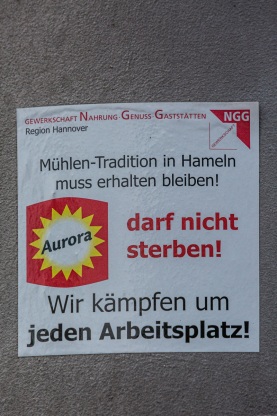 GEWERKSCHAFT NAHRUNG GENUSS GASTSTÄTTEN
NGG
Region Hannover
Mühlen-Tradition in Hameln
muss erhalten bleiben!
Aurora
darf nicht
sterben!
Wir kämpfen um
jeden Arbeitsplatz!